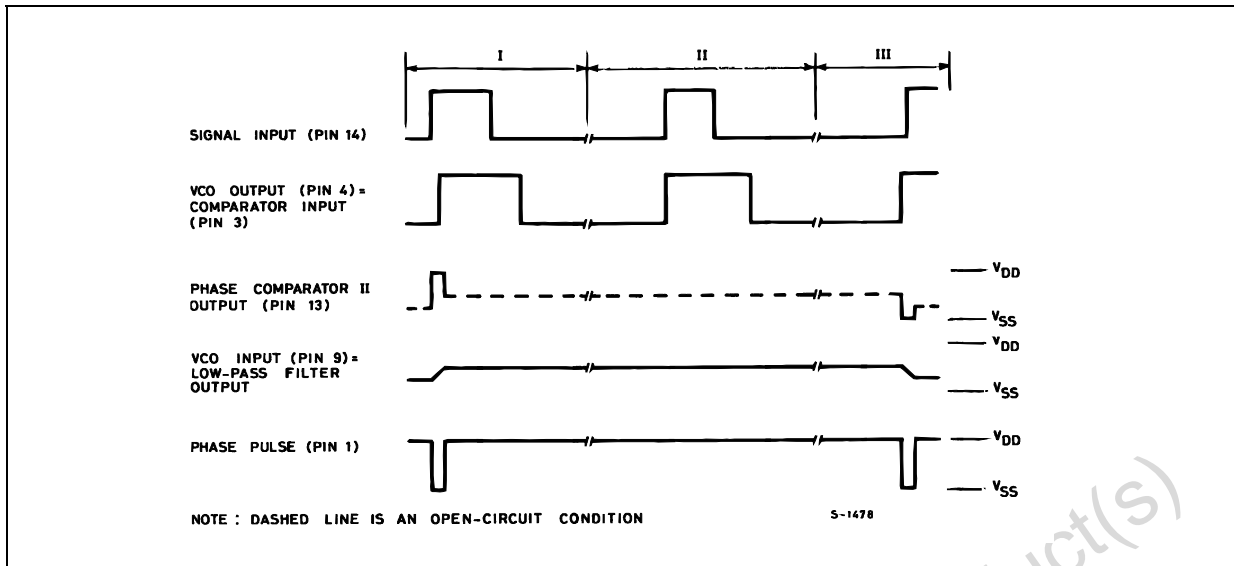 I II III
SIGNAL INPUT (PIN 14)
VCO OUTPUT (PIN 4)=
COMPARATOR INPUT
(PIN 3)
PHASE COMPARATOR II
OUTPUT (PIN 13)
VDD
VSS
VCO INPUT (PIN 9)=
LOW-PASS FILTER
OUTPUT
VDD
VSS
PHASE PULSE (PIN 1)
VDD
VSS
NOTE : DASHED LINE IS AN OPEN-CIRCUIT CONDITION
S-1478
uct(s)